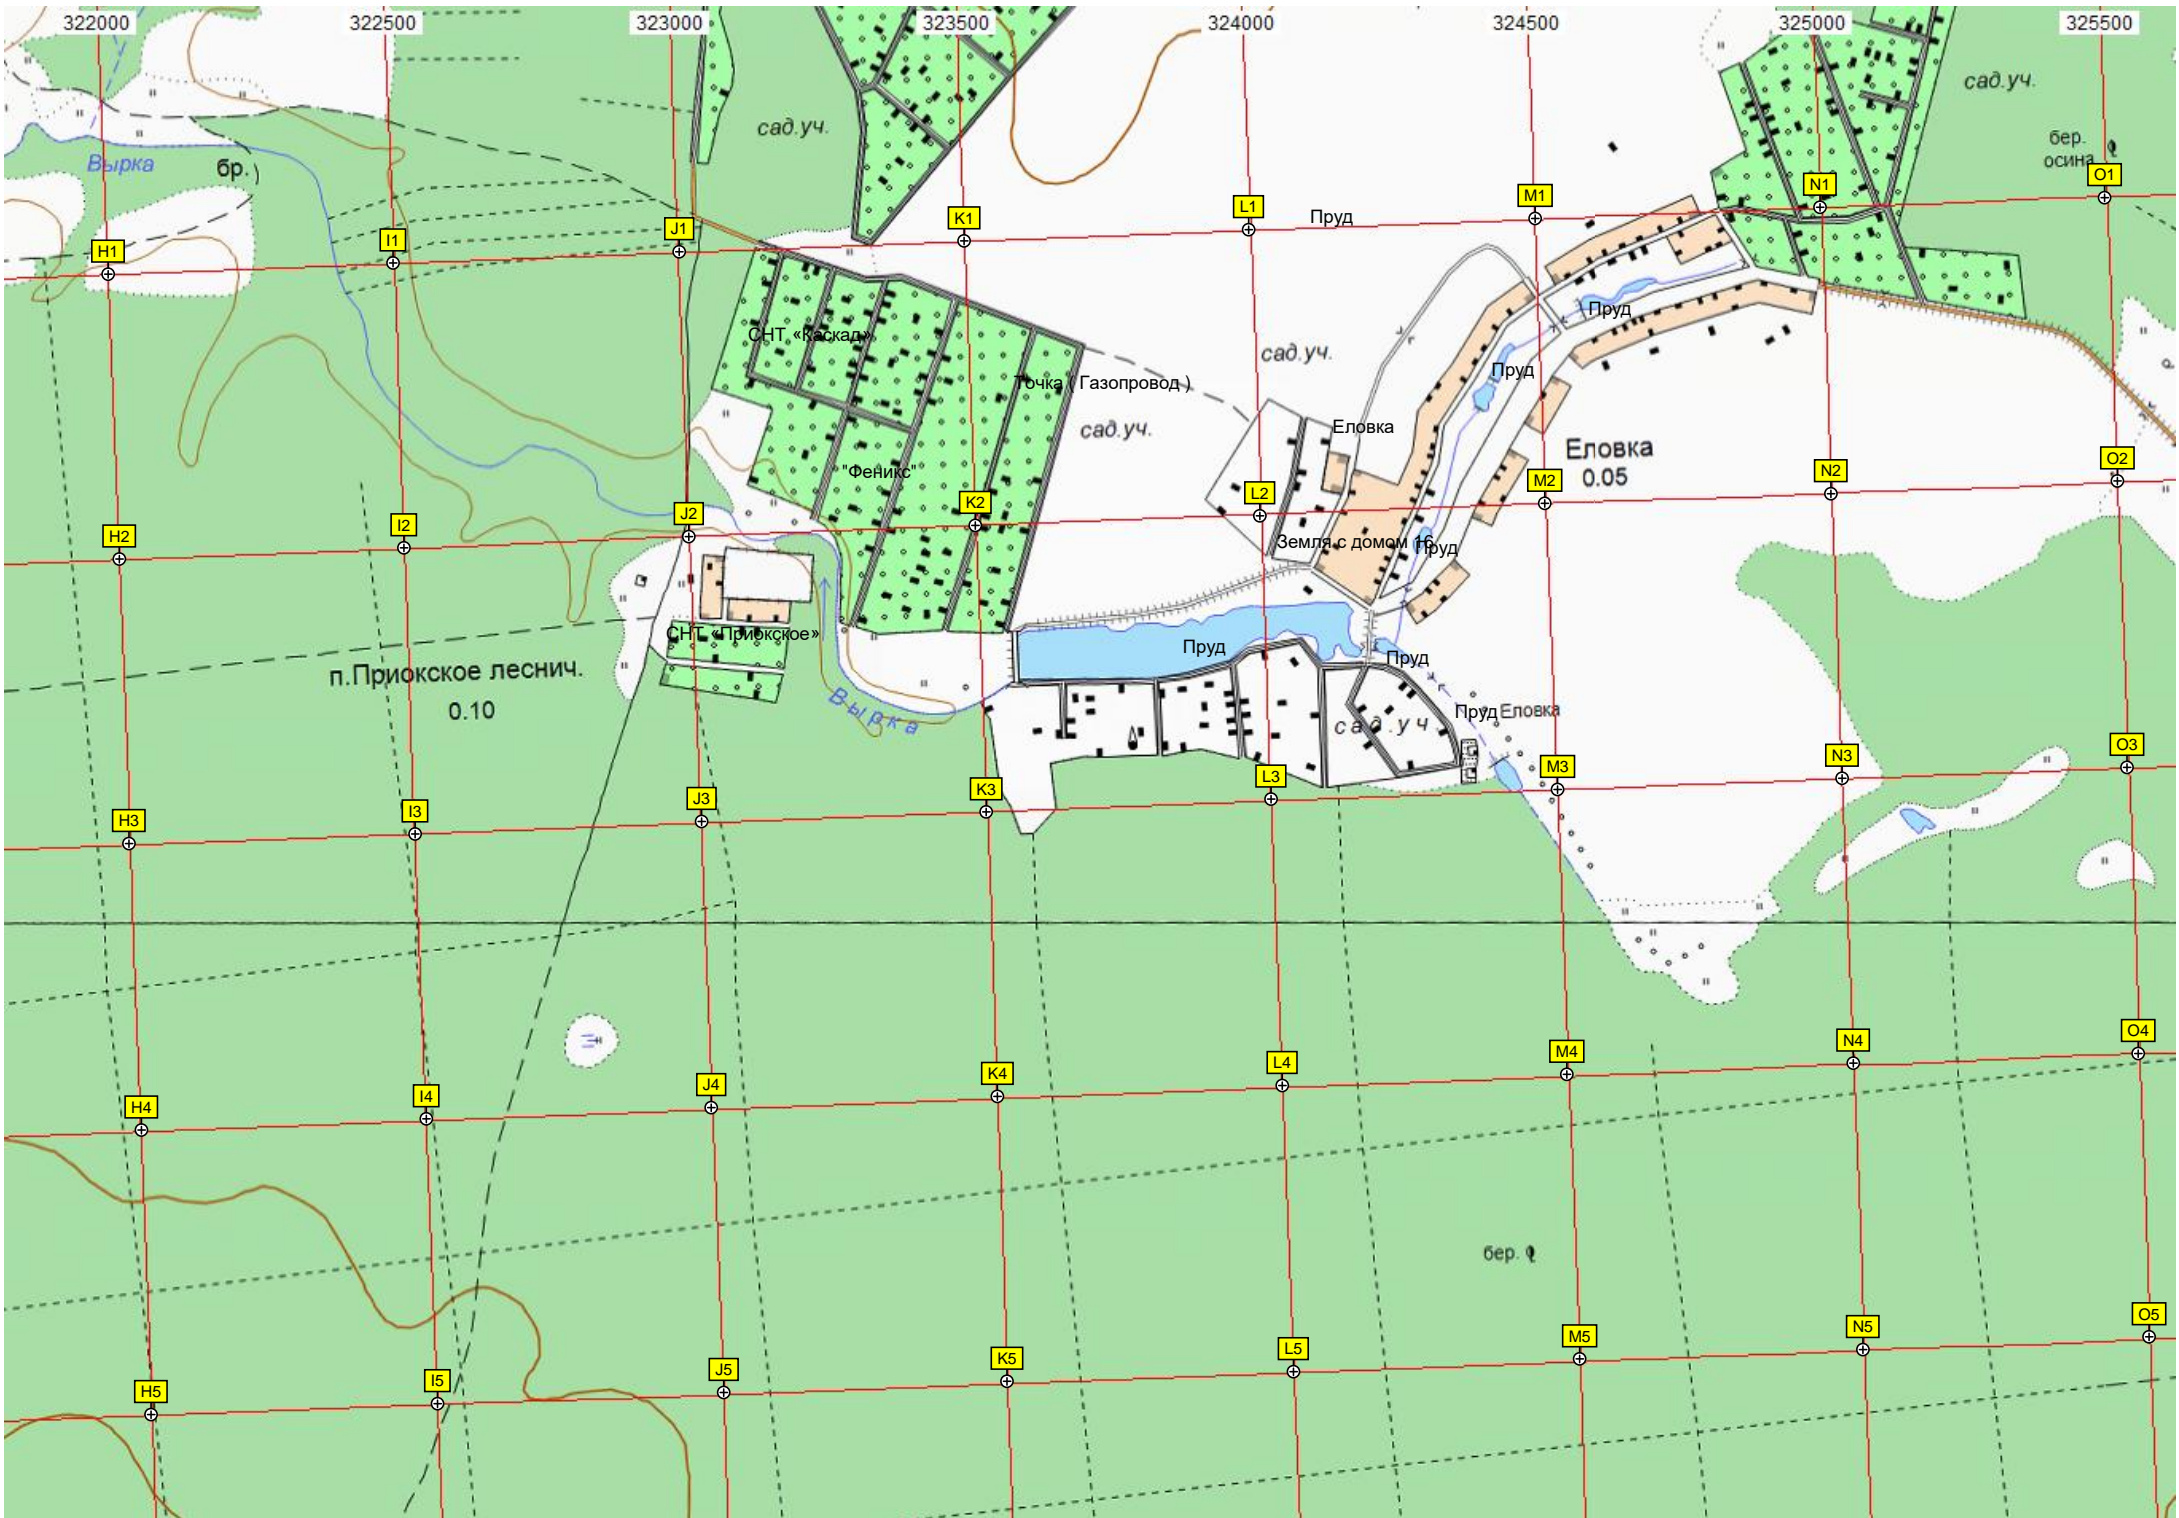 322000 322500 323000 323500 324000 324500 325000 325500
сад.уч.
сад.уч.
бер.
осина
Вырка
бр.
H1 I1 J1 K1 L1 M1 N1 O1
Пруд
Пруд
СНТ «Каскад»
сад.уч.
Пруд
Точка ( Газопровод )
сад.уч.
Еловка
Еловка
0.05
"Феникс"
H2 I2 J2 K2 L2 M2 N2 O2
Земля с домом 16
Пруд
СНТ «Приокское»
Пруд
Пруд
п.Приокское леснич.
0.10
Вырка
сад.уч.
Пруд Еловка
H3 I3 J3 K3 L3 M3 N3 O3
H4 I4 J4 K4 L4 M4 N4 O4
бер.
H5 I5 J5 K5 L5 M5 N5 O5